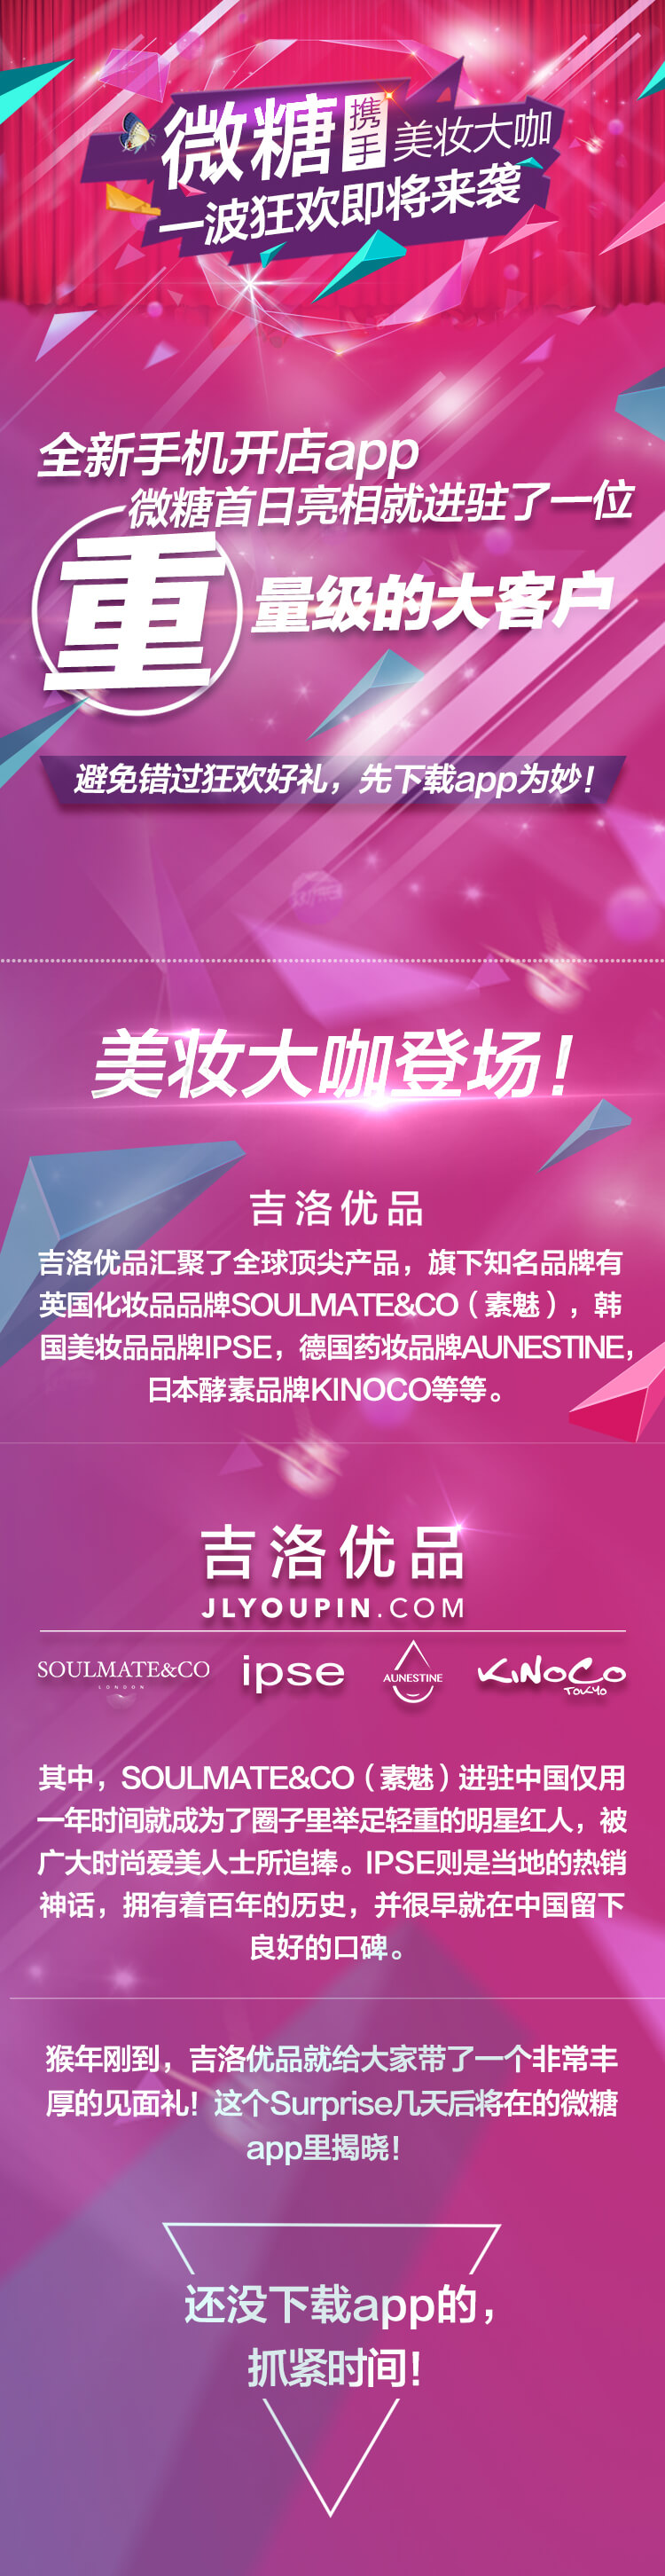 微糖携手美妆大咖
一波狂欢即将来袭
全新手机开店app
微糖首日亮相就进驻了一位
重量级的大客户
避免错过狂欢好礼，先下载app为妙！
美妆大咖登场！
吉洛优品
吉洛优品汇聚了全球顶尖产品，旗下知名品牌有
英国化妆品品牌SOULMATE&CO（素魅），韩
国美妆品品牌IPSE，德国药妆品牌AUNESTINE，
日本酵素品牌KINOCO等等。
吉洛优品
JLYOUPIN.COM
SOULMATE&CO
LONDON
ipse
AUNESTINE
KiNoCo
TOKYO
其中，SOULMATE&CO（素魅）进驻中国仅用
一年时间就成为了圈子里举足轻重的明星红人，被
广大时尚爱美人士所追捧。IPSE则是当地的热销
神话，拥有着百年的历史，并很早就在中国留下
良好的口碑。
猴年刚到，吉洛优品就给大家带了一个非常丰
厚的见面礼！这个Surprise几天后将在的微糖
app里揭晓！
还没下载app的，
抓紧时间！